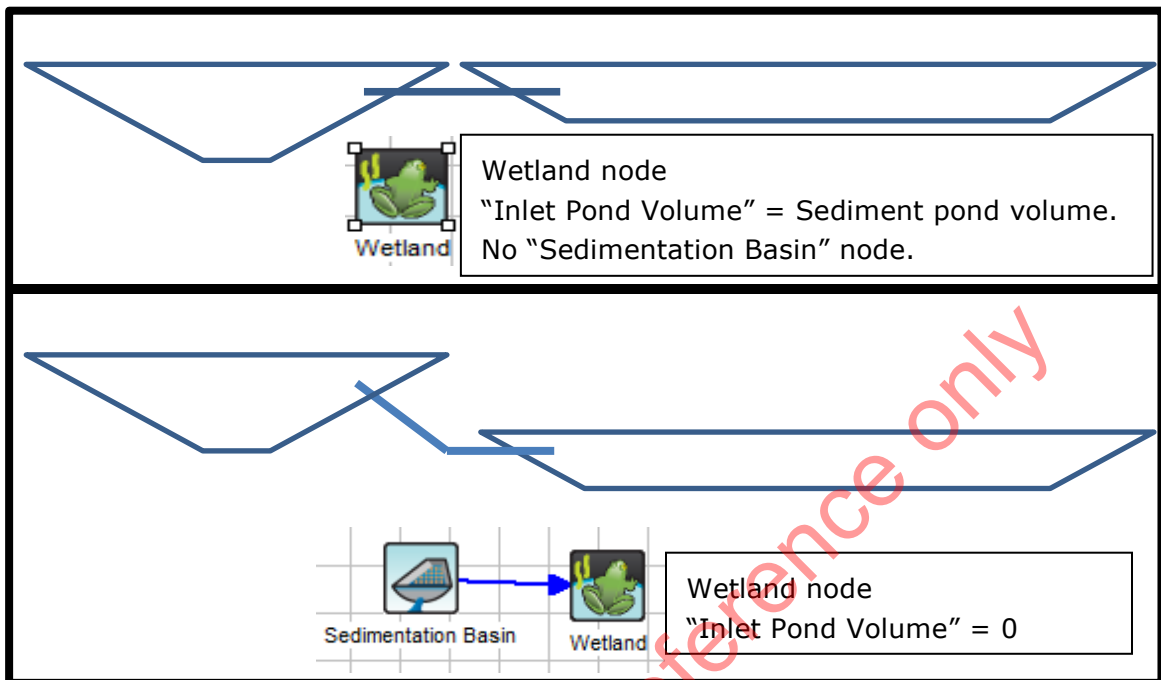 Wetland node
“Inlet Pond Volume” = Sediment pond volume.
Wetland
No “Sedimentation Basin” node.
Wetland node
“Inlet Pond Volume” = 0
Sedimentation Basin
Wetland
reference only